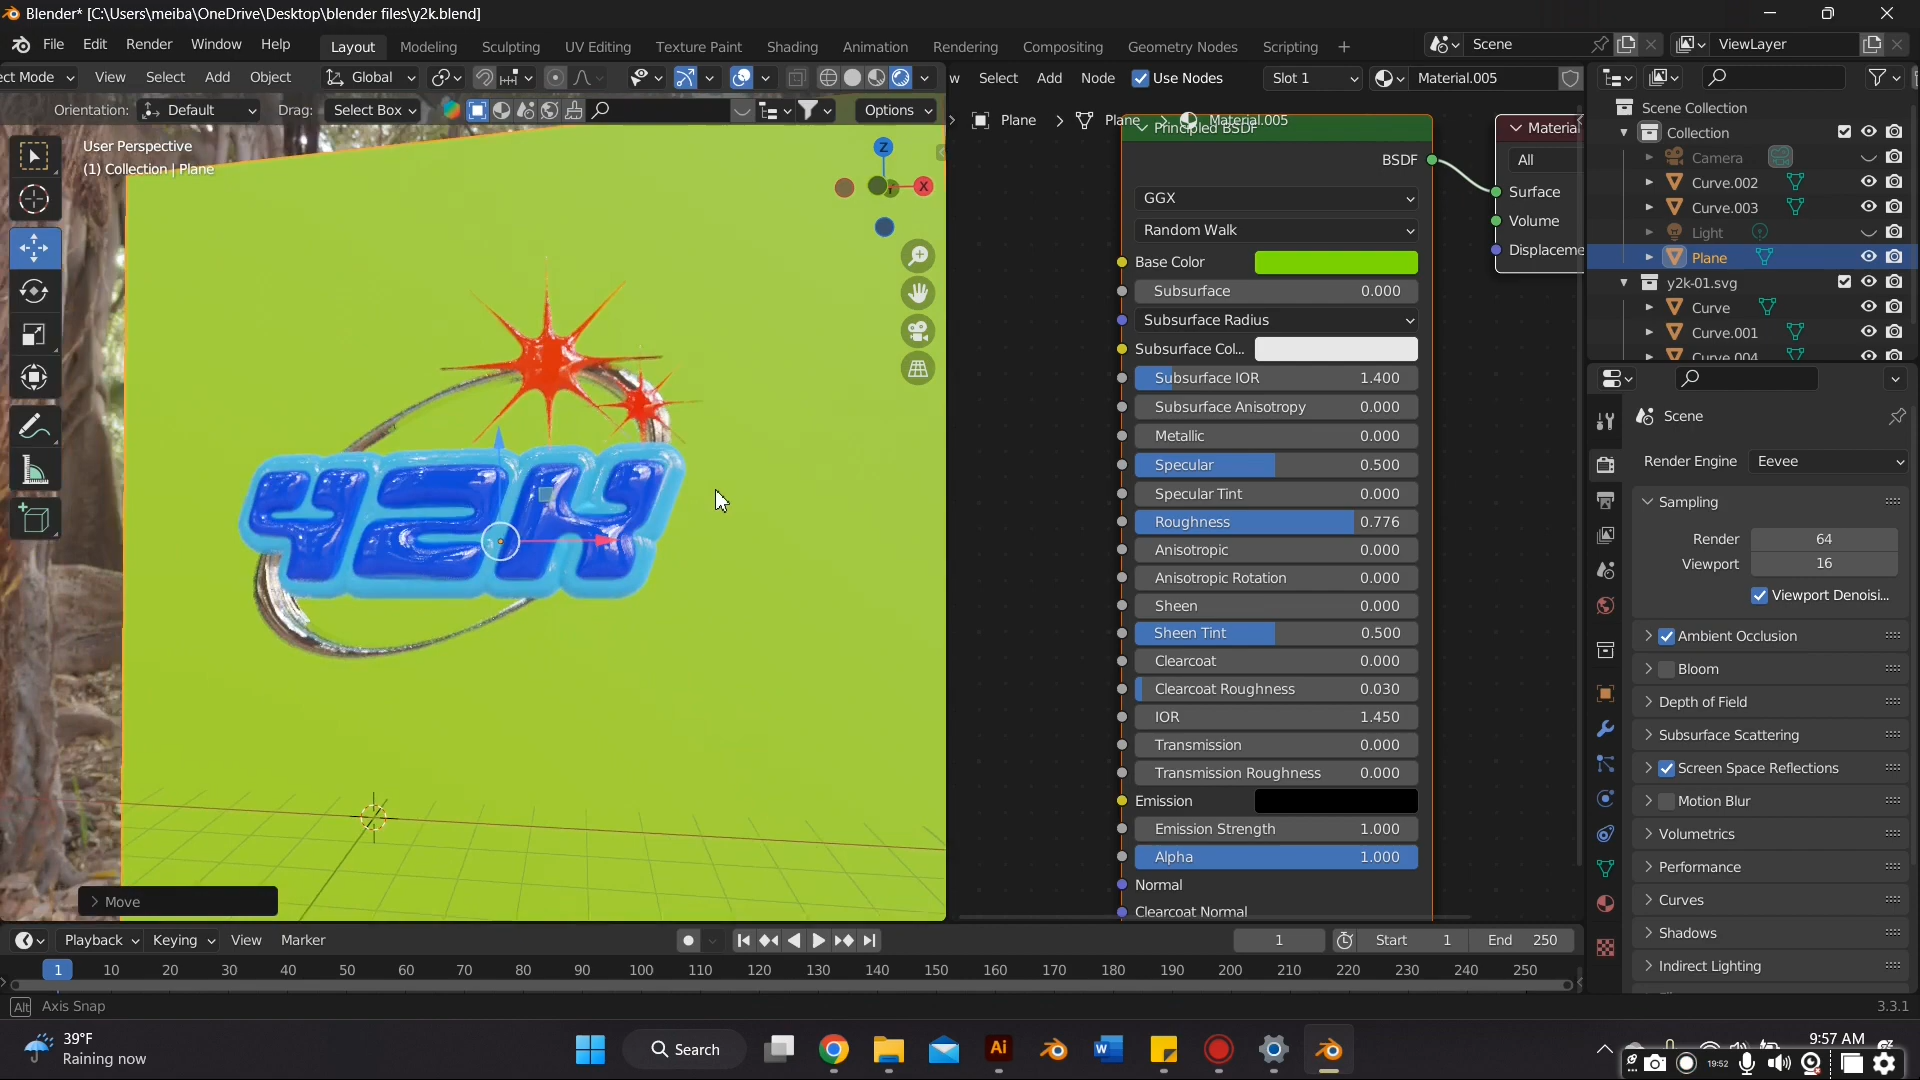 Blender* [C:\Users\meiba\OneDrive\Desktop\blender files\y2k.blend]
File Edit Render Window Help Layout Modeling Sculpting UV Editing Texture Paint Shading Animation Rendering Compositing Geometry Nodes Scripting + Scene ViewLayer
ect Mode View Select Add Object Global w Select Add Node Use Nodes Slot 1 Material.005
Orientation: Default Drag: Select Box Options
Plane Plane Material.005
User Perspective
(1) Collection | Plane
Z
X
Y2K
Move
Principled BSDF
BSDF
GGX
Random Walk
Base Color
Subsurface 0.000
Subsurface Radius
Subsurface Col...
Subsurface IOR 1.400
Subsurface Anisotropy 0.000
Metallic 0.000
Specular 0.500
Specular Tint 0.000
Roughness 0.776
Anisotropic 0.000
Anisotropic Rotation 0.000
Sheen 0.000
Sheen Tint 0.500
Clearcoat 0.000
Clearcoat Roughness 0.030
IOR 1.450
Transmission 0.000
Transmission Roughness 0.000
Emission
Emission Strength 1.000
Alpha 1.000
Normal
Clearcoat Normal
Material
All
Surface
Volume
Displaceme
Scene Collection
Collection
Camera
Curve.002
Curve.003
Light
Plane
y2k-01.svg
Curve
Curve.001
Curve.004
Scene
Render Engine Eevee
Sampling
Render 64
Viewport 16
Viewport Denoisi...
Ambient Occlusion
Bloom
Depth of Field
Subsurface Scattering
Screen Space Reflections
Motion Blur
Volumetrics
Performance
Curves
Shadows
Indirect Lighting
Playback Keying View Marker 1 Start 1 End 250
1 10 20 30 40 50 60 70 80 90 100 110 120 130 140 150 160 170 180 190 200 210 220 230 240 250
Alt Axis Snap 3.3.1
39°F
Raining now
Search
Ai
W
9:57 AM
19:52